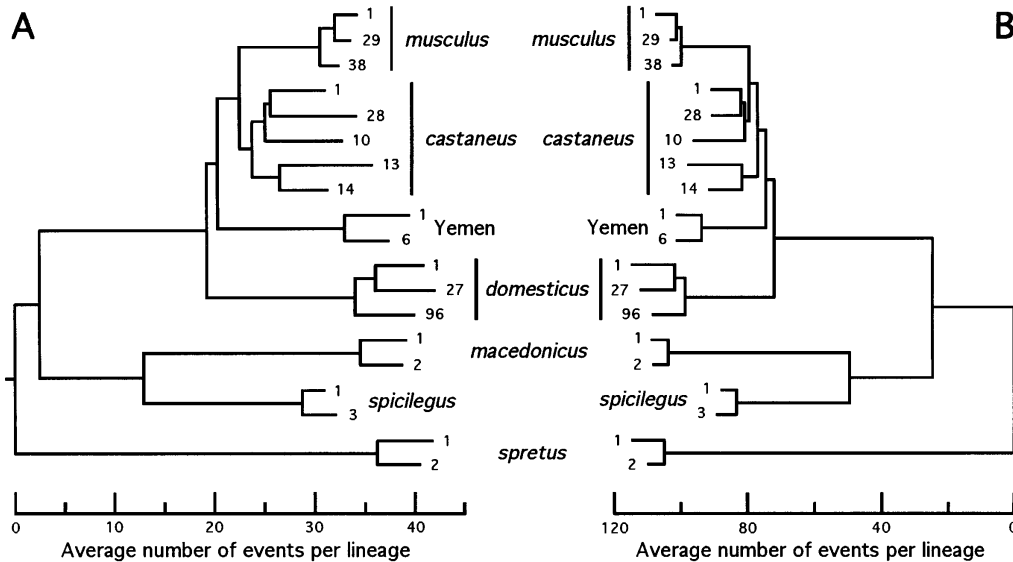 A B
1 1
29 musculus musculus 29
38 38
1 1
28 28
10 castaneus castaneus 10
13 13
14 14
1 Yemen Yemen 1
6 6
1 1
27 domesticus domesticus 27
96 96
1 macedonicus 1
2 2
1 spicilegus spicilegus 1
3 3
1 spretus 1
2 2
0 10 20 30 40 120 80 40 0
Average number of events per lineage Average number of events per lineage